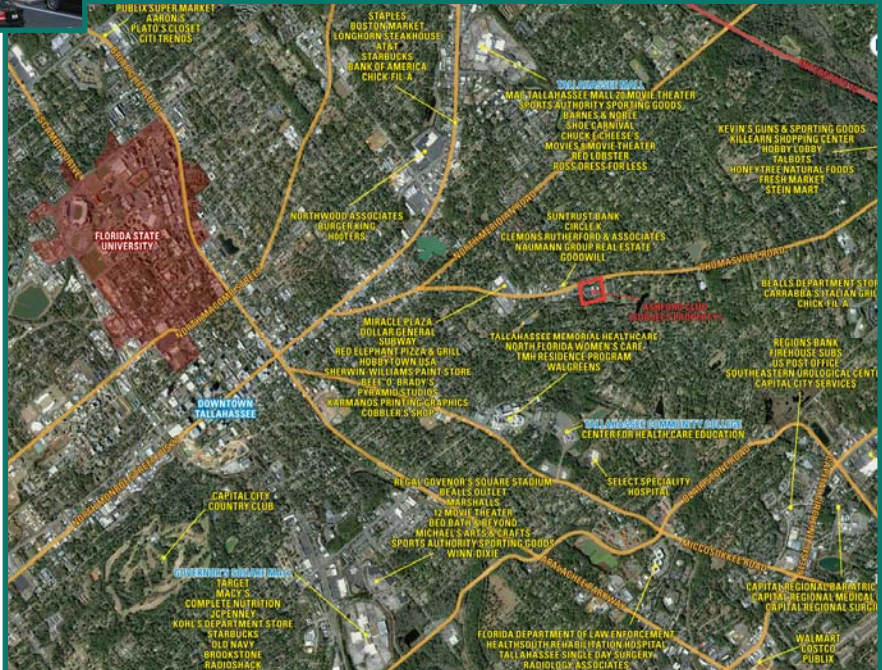 PUBLIX SUPER MARKET
AARON'S
PLATO'S CLOSET
CITI TRENDS
STAPLES
BOSTON MARKET
LONGHORN STEAKHOUSE
AT&T
STARBUCKS
BANK OF AMERICA
CHICK-FIL-A
TALLAHASSEE MALL
TALLAHASSEE MALL 20 MOVIE THEATER
SPORTS AUTHORITY SPORTING GOODS
BARNES & NOBLE
SHOE CARNIVAL
CHUCK E CHEESE'S
MOVIES 8 MOVIE THEATER
RED LOBSTER
ROSS DRESS FOR LESS
KEVIN'S GUNS & SPORTING GOODS
KILLEARN SHOPPING CENTER
HOBBY LOBBY
TALBOTS
HONEYTREE NATURAL FOODS
FRESH MARKET
STEIN MART
FLORIDA STATE
UNIVERSITY
NORTHWOOD ASSOCIATES
BURGER KING
HOOTERS
NORTH MERIDIAN ROAD
SUNTRUST BANK
CIRCLE K
CLEMONS RUTHERFORD & ASSOCIATES
NAUMANN GROUP REAL ESTATE
GOODWILL
THOMASVILLE ROAD
NORTH MACOMB STREET
ASHFORD CLUB
SUBJECT PROPERTY
BEALLS DEPARTMENT STOR
CARRABBA'S ITALIAN GRIL
CHICK-FIL-A
MIRACLE PLAZA
DOLLAR GENERAL
SUBWAY
RED ELEPHANT PIZZA & GRILL
HOBBYTOWN USA
SHERWIN-WILLIAMS PAINT STORE
BEEF 'O' BRADY'S
PYRAMID STUDIOS
KARMANOS PRINTING GRAPHICS
COBBLER'S SHOP
TALLAHASSEE MEMORIAL HEALTHCARE
NORTH FLORIDA WOMEN'S CARE
TMH RESIDENCE PROGRAM
WALGREENS
REGIONS BANK
FIREHOUSE SUBS
US POST OFFICE
SOUTHEASTERN UROLOGICAL CENT
CAPITAL CITY SERVICES
DOWNTOWN
TALLAHASSEE
TALLAHASSEE COMMUNITY COLLEGE
CENTER FOR HEALTH CARE EDUCATION
SELECT SPECIALITY
HOSPITAL
CAPITAL CITY
COUNTRY CLUB
REGAL GOVENOR'S SQUARE STADIUM
BEALLS OUTLET
MARSHALLS
12 MOVIE THEATER
BED BATH & BEYOND
MICHAEL'S ARTS & CRAFTS
SPORTS AUTHORITY SPORTING GOODS
WINN-DIXIE
MICCOSUKEE ROAD
APALACHEE PARKWAY
GOVERNOR'S SQUARE MALL
TARGET
MACY'S
COMPLETE NUTRITION
JCPENNEY
KOHL'S DEPARTMENT STORE
STARBUCKS
OLD NAVY
BROOKSTONE
RADIOSHACK
CAPITAL REGIONAL BARIATRIC
CAPITAL REGIONAL MEDICAL
CAPITAL REGIONAL SURGI
FLORIDA DEPARTMENT OF LAW ENFORCEMENT
HEALTHSOUTH REHABILITATION HOSPITAL
TALLAHASSEE SINGLE DAY SURGERY
RADIOLOGY ASSOCIATES
WALMART
COSTCO
PUBLIX